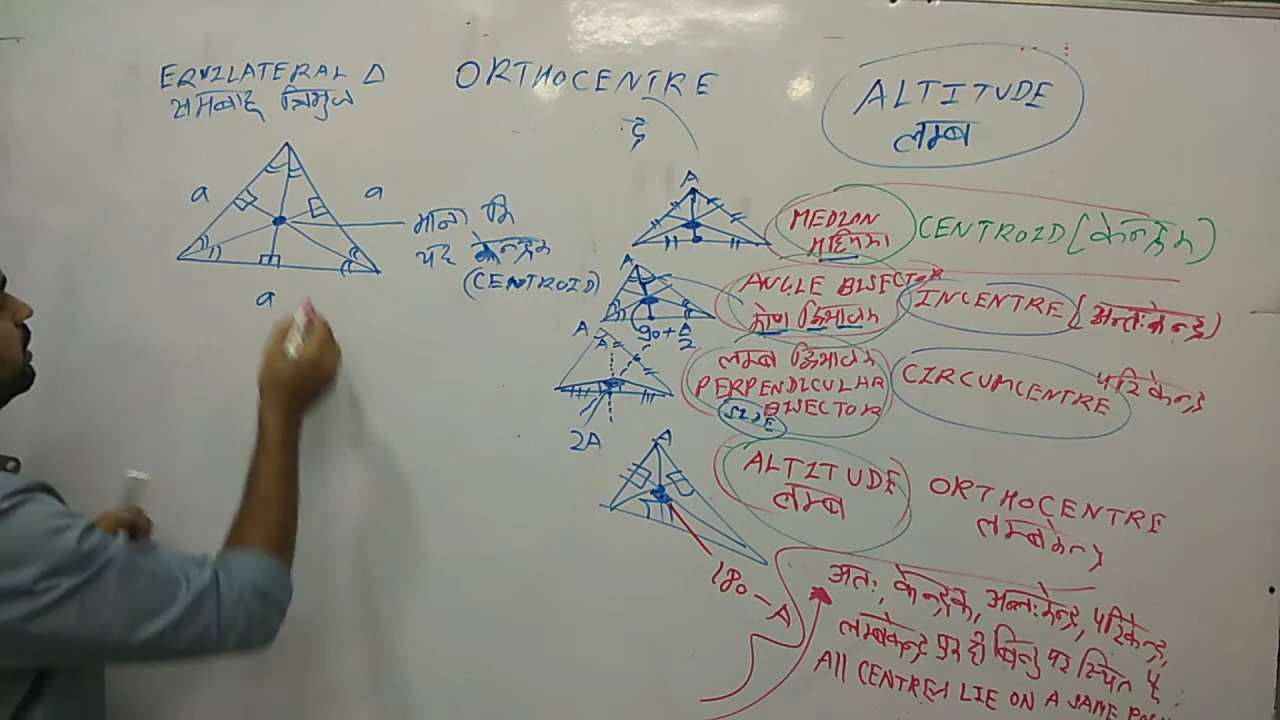 EQUILATERAL Δ
समबाहु त्रिभुज
ORTHOCENTRE
ALTITUDE
लम्ब
a
a
a
माना कि
यह केन्द्रक
(CENTROID)
A
MEDIAN
CENTROID (केन्द्रक)
A
ANGLE BISECTOR
कोण द्विभाजक
INCENTRE (अन्तःकेन्द्र)
90+A/2
A
A
लम्ब द्विभाजक
PERPENDICULAR
BISECTOR
SIDE
CIRCUMCENTRE परिकेन्द्र
2A
A
ALTITUDE
लम्ब
ORTHOCENTRE
लम्बकेन्द्र
180-A
अतः, केन्द्रक, अन्तःकेन्द्र, परिकेन्द्र,
लम्बकेन्द्र एक ही बिन्दु पर स्थित है
All CENTRES LIE ON A SAME